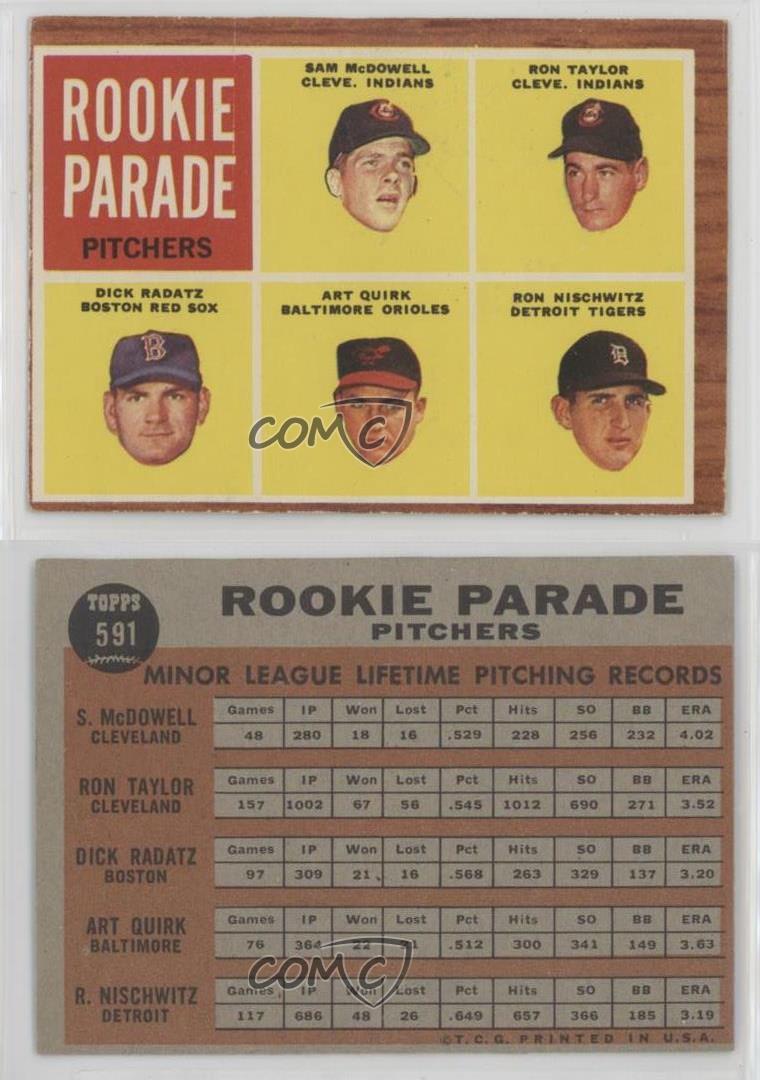 ROOKIE
PARADE
PITCHERS
SAM McDOWELL
CLEVE. INDIANS
RON TAYLOR
CLEVE. INDIANS
DICK RADATZ
BOSTON RED SOX
B
ART QUIRK
BALTIMORE ORIOLES
RON NISCHWITZ
DETROIT TIGERS
D
COMC
TOPPS
591
ROOKIE PARADE
PITCHERS
MINOR LEAGUE LIFETIME PITCHING RECORDS
S. McDOWELL
CLEVELAND
Games IP Won Lost Pct Hits SO BB ERA
48 280 18 16 .529 228 256 232 4.02
RON TAYLOR
CLEVELAND
Games IP Won Lost Pct Hits SO BB ERA
157 1002 67 56 .545 1012 690 271 3.52
DICK RADATZ
BOSTON
Games IP Won Lost Pct Hits SO BB ERA
97 309 21 16 .568 263 329 137 3.20
ART QUIRK
BALTIMORE
Games IP Won Lost Pct Hits SO BB ERA
76 364 22 21 .512 300 341 149 3.63
COMC
R. NISCHWITZ
DETROIT
Games IP Won Lost Pct Hits SO BB ERA
117 686 48 26 .649 657 366 185 3.19
©T.C.G. PRINTED IN U.S.A.